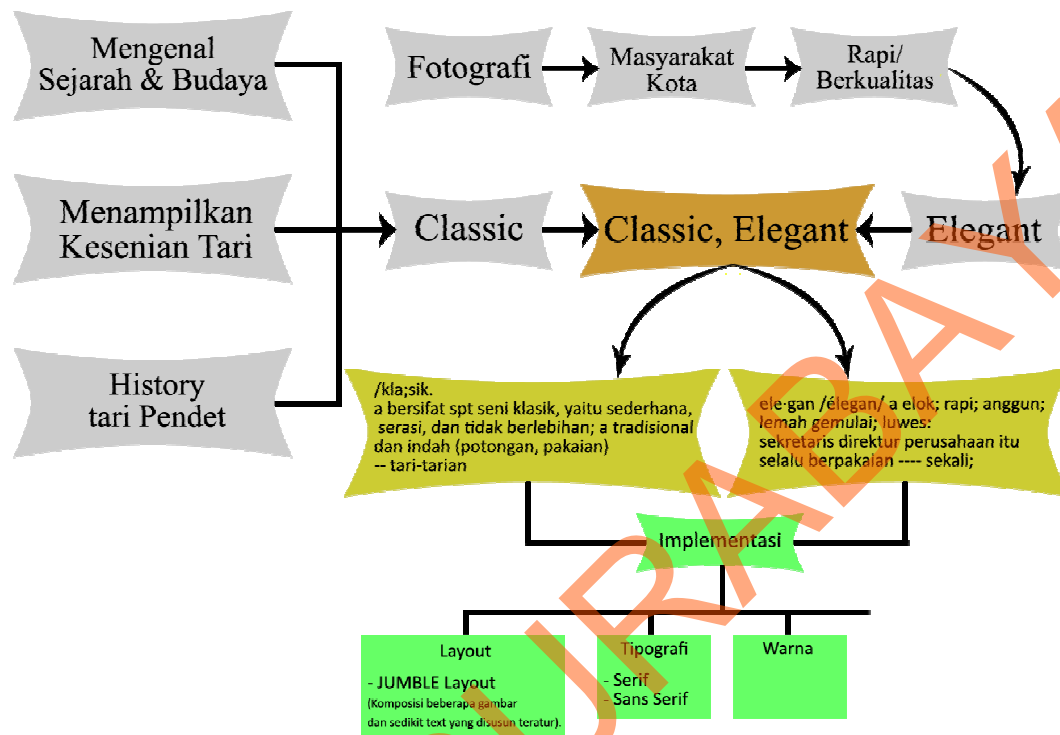 Mengenal
Sejarah & Budaya
Fotografi
Masyarakat
Kota
Rapi/
Berkualitas
Menampilkan
Kesenian Tari
Classic
Classic, Elegant
Elegant
History
tari Pendet
/kla;sik.
a bersifat spt seni klasik, yaitu sederhana,
serasi, dan tidak berlebihan; a tradisional
dan indah (potongan, pakaian)
-- tari-tarian
ele·gan /élegan/ a elok; rapi; anggun;
lemah gemulai; luwes:
sekretaris direktur perusahaan itu
selalu berpakaian ---- sekali;
Implementasi
Layout
- JUMBLE Layout
(Komposisi beberapa gambar
dan sedikit text yang disusun teratur).
Tipografi
- Serif
- Sans Serif
Warna
URABAY